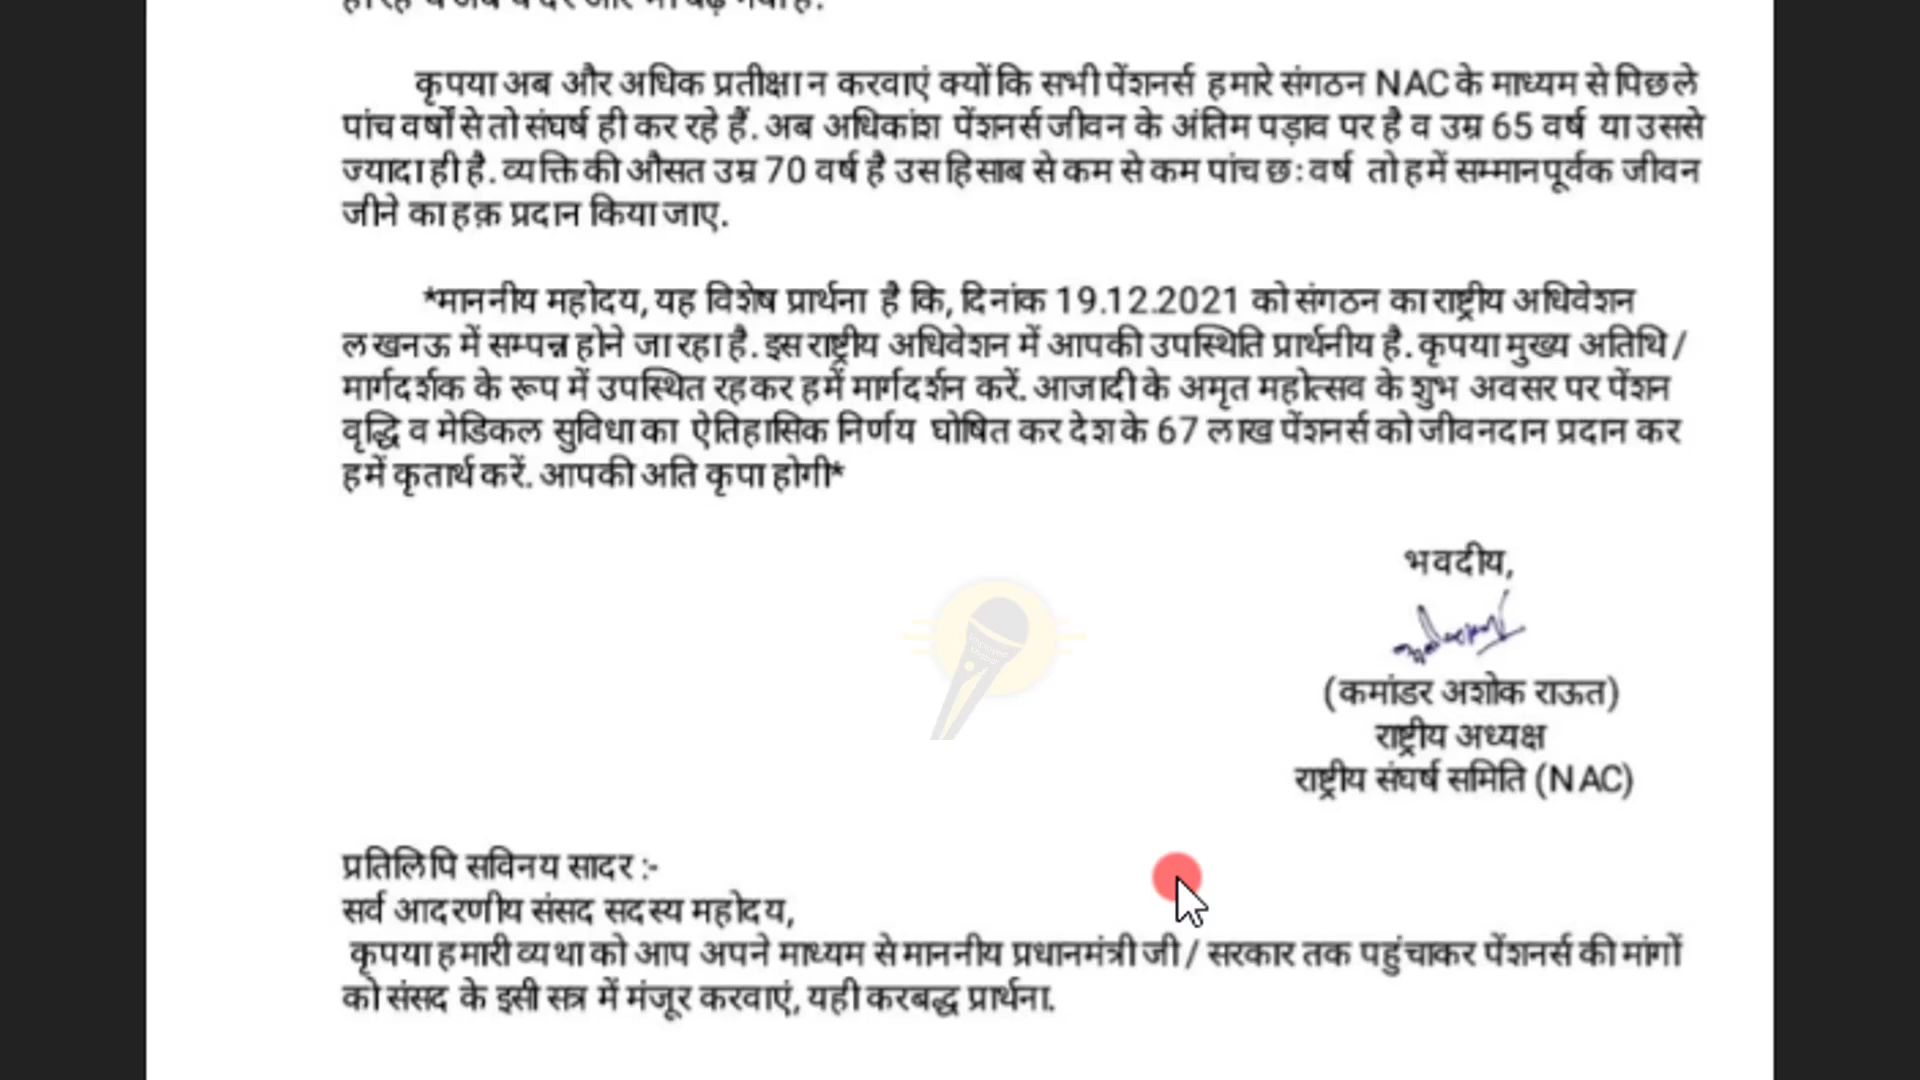 कृपया अब और अधिक प्रतीक्षा न करवाएं क्योंकि सभी पेंशनर्स हमारे संगठन NAC के माध्यम से पिछले
पांच वर्षों से तो संघर्ष ही कर रहे हैं. अब अधिकांश पेंशनर्स जीवन के अंतिम पड़ाव पर है व उम्र 65 वर्ष या उससे
ज्यादा ही है. व्यक्ति की औसत उम्र 70 वर्ष है उस हिसाब से कम से कम पांच छ: वर्ष तो हमें सम्मानपूर्वक जीवन
जीने का हक़ प्रदान किया जाए.
*माननीय महोदय, यह विशेष प्रार्थना है कि, दिनांक 19.12.2021 को संगठन का राष्ट्रीय अधिवेशन
लखनऊ में सम्पन्न होने जा रहा है. इस राष्ट्रीय अधिवेशन में आपकी उपस्थिति प्रार्थनीय है. कृपया मुख्य अतिथि /
मार्गदर्शक के रूप में उपस्थित रहकर हमें मार्गदर्शन करें. आजादी के अमृत महोत्सव के शुभ अवसर पर पेंशन
वृद्धि व मेडिकल सुविधा का ऐतिहासिक निर्णय घोषित कर देश के 67 लाख पेंशनर्स को जीवनदान प्रदान कर
हमें कृतार्थ करें. आपकी अति कृपा होगी*
भवदीय,
(कमांडर अशोक राऊत)
राष्ट्रीय अध्यक्ष
राष्ट्रीय संघर्ष समिति (NAC)
प्रतिलिपि सविनय सादर :-
सर्व आदरणीय संसद सदस्य महोदय,
कृपया हमारी व्यथा को आप अपने माध्यम से माननीय प्रधानमंत्री जी / सरकार तक पहुंचाकर पेंशनर्स की मांगों
को संसद के इसी सत्र में मंजूर करवाएं, यही करबद्ध प्रार्थना.